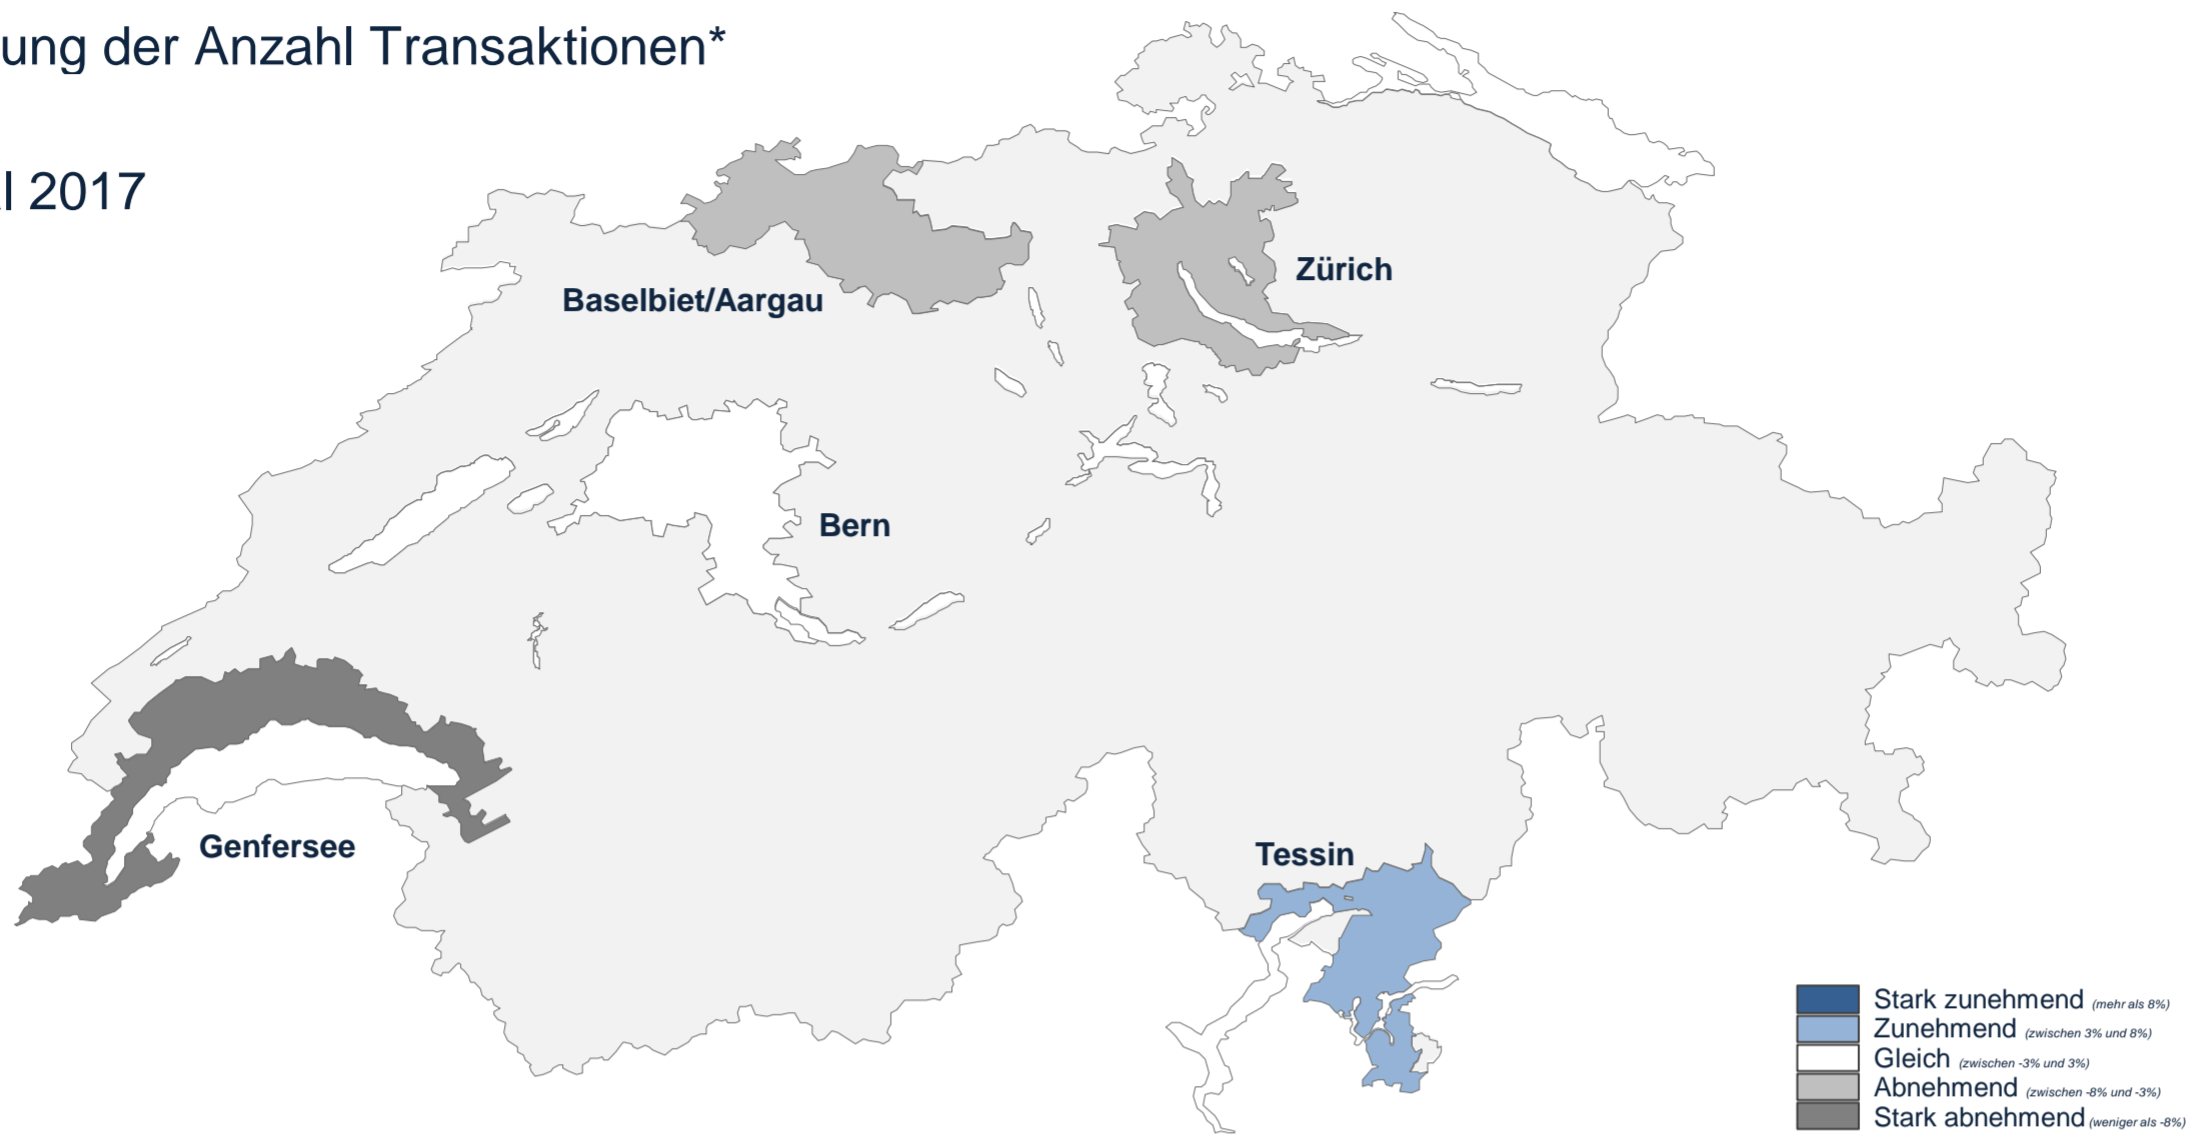 ung der Anzahl Transaktionen*
l 2017
Zürich
Baselbiet/Aargau
Bern
Genfersee
Tessin
Stark zunehmend (mehr als 8%)
Zunehmend (zwischen 3% und 8%)
Gleich (zwischen -3% und 3%)
Abnehmend (zwischen -8% und -3%)
Stark abnehmend (weniger als -8%)